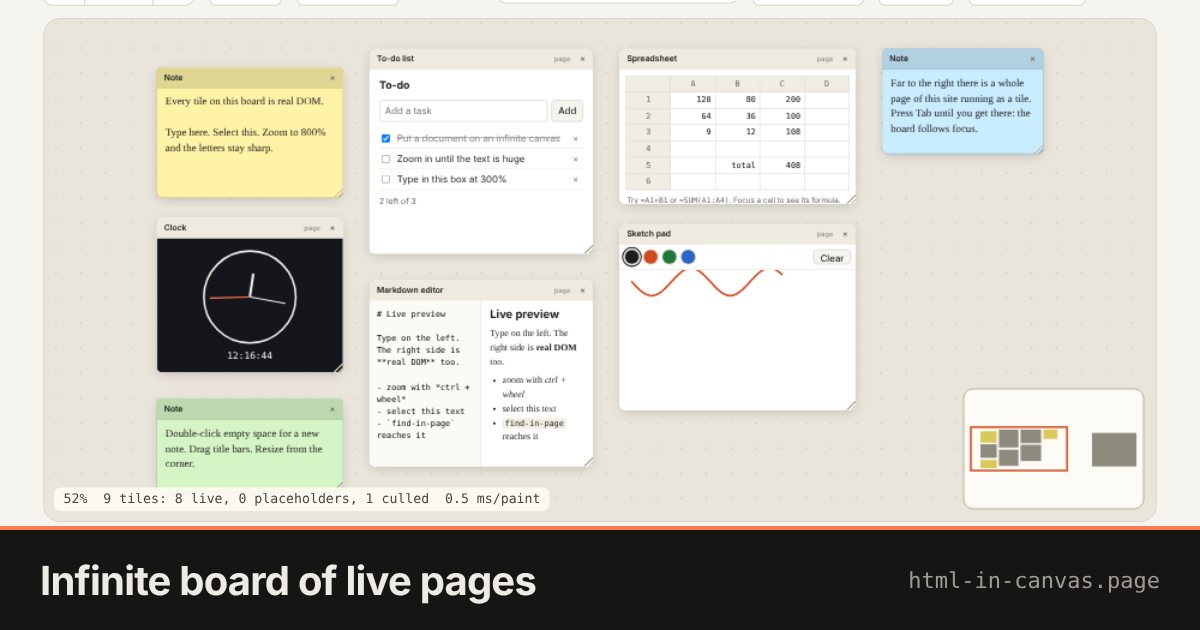 Note ×
Every tile on this board is real DOM.
Type here. Select this. Zoom to 800%
and the letters stay sharp.
Clock page ×
12:16:44
Note ×
Double-click empty space for a new
note. Drag title bars. Resize from the
corner.
To-do list page ×
To-do
Add a task Add
Put a document on an infinite canvas ×
Zoom in until the text is huge ×
Type in this box at 300% ×
2 left of 3
Markdown editor page ×
# Live preview
Type on the left.
The right side is
**real DOM** too.
- zoom with *ctrl +
wheel*
- select this text
- `find-in-page`
reaches it
Live preview
Type on the left. The
right side is real DOM
too.
• zoom with ctrl +
wheel
• select this text
• find-in-page
reaches it
Spreadsheet page ×
A B C D
1 120 80 200
2 64 36 100
3 9 12 108
4
5 total 408
6
Try =A1+B1 or =SUM(A1:A4). Focus a cell to see its formula.
Sketch pad page ×
Clear
Note ×
Far to the right there is a whole
page of this site running as a tile.
Press Tab until you get there: the
board follows focus.
52% 9 tiles: 8 live, 0 placeholders, 1 culled 0.5 ms/paint
Infinite board of live pages
html-in-canvas.page